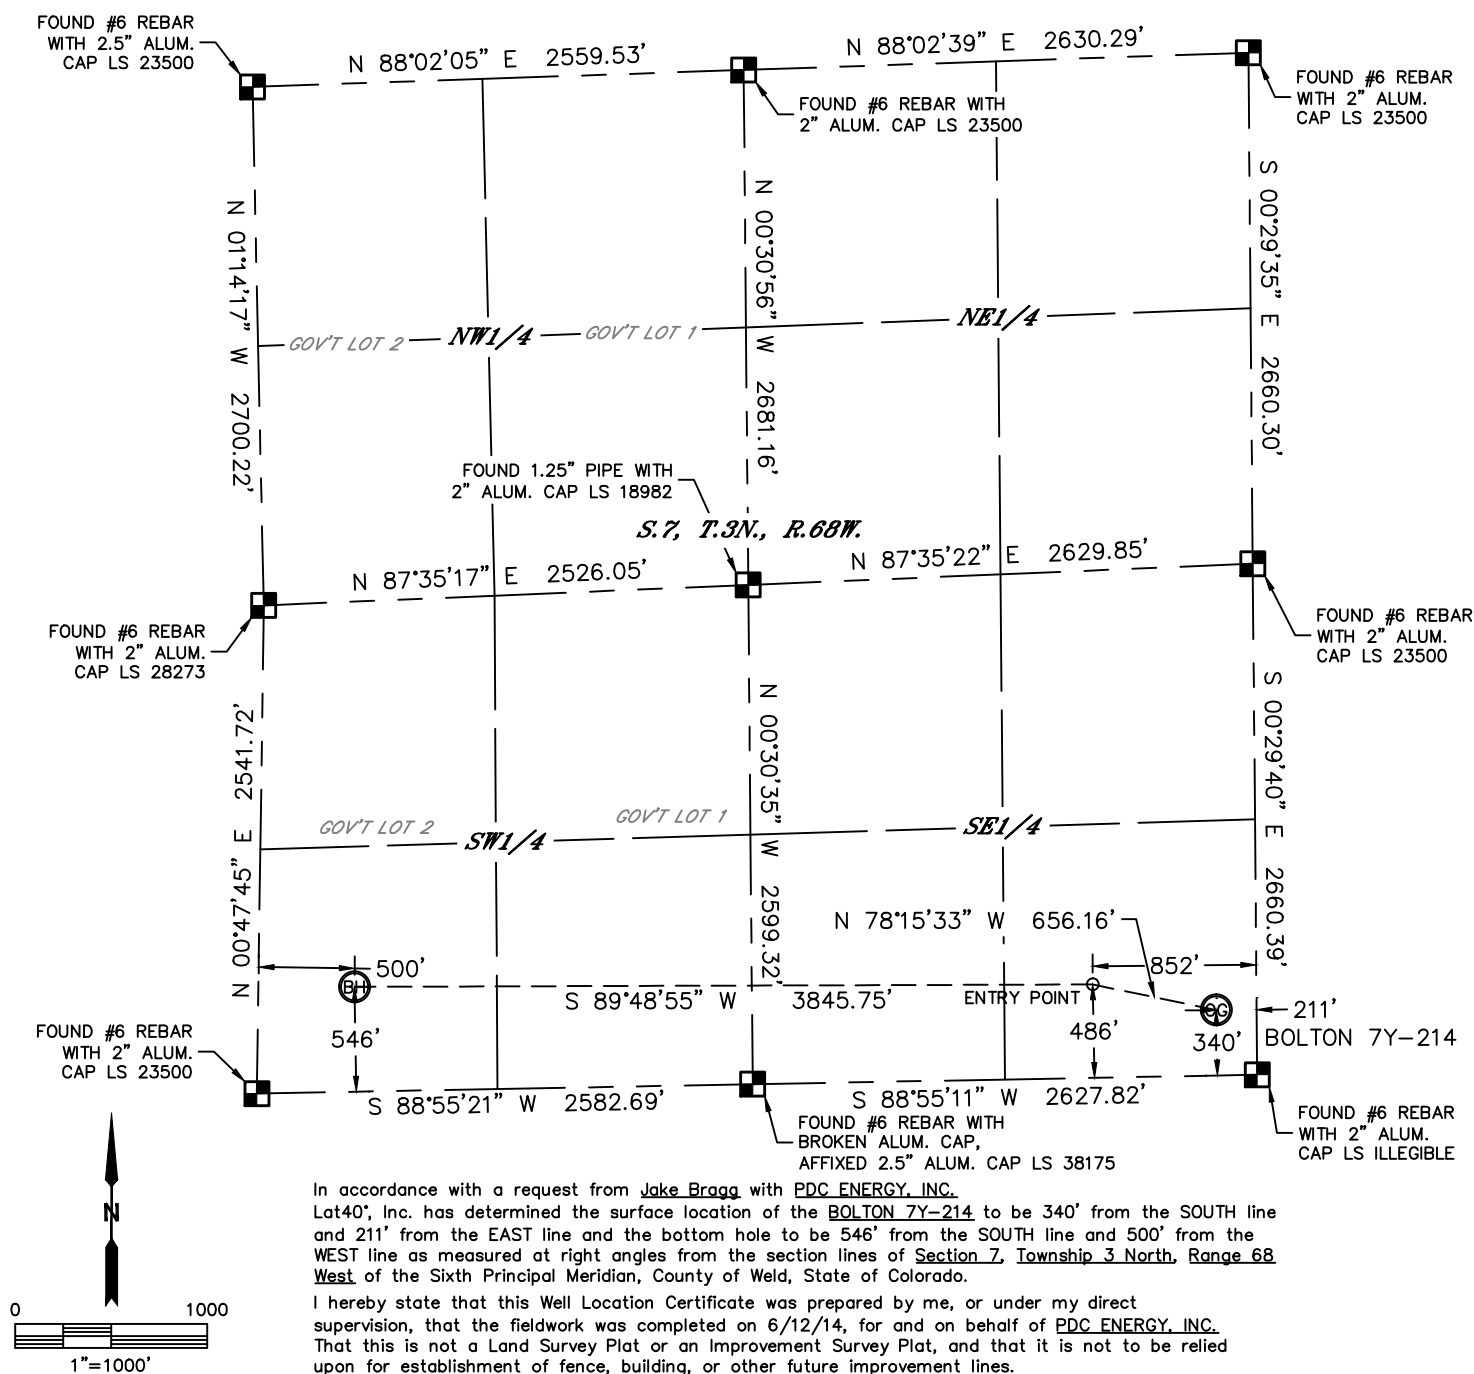 FOUND #6 REBAR
WITH 2.5” ALUM.
CAP LS 23500
N 88°02’05” E 2559.53’
N 88°02’39” E 2630.29’
FOUND #6 REBAR WITH
2” ALUM. CAP LS 23500
FOUND #6 REBAR
WITH 2” ALUM.
CAP LS 23500
N 01°14’17” W 2700.22’
N 00°30’56” W 2681.16’
S 00°29’35” E 2660.30’
GOV'T LOT 2
NW1/4
GOV'T LOT 1
NE1/4
FOUND 1.25” PIPE WITH
2” ALUM. CAP LS 18982
S.7, T.3N., R.68W.
N 87°35’17” E 2526.05’
N 87°35’22” E 2629.85’
FOUND #6 REBAR
WITH 2” ALUM.
CAP LS 28273
FOUND #6 REBAR
WITH 2” ALUM.
CAP LS 23500
N 00°47’45” E 2541.72’
N 00°30’35” W 2599.32’
S 00°29’40” E 2660.39’
GOV'T LOT 2
SW1/4
GOV'T LOT 1
SE1/4
N 78°15’33” W 656.16’
500’
852’
BH
S 89°48’55” W 3845.75’
ENTRY POINT
OG
211’
546’
486’
340’
BOLTON 7Y-214
FOUND #6 REBAR
WITH 2” ALUM.
CAP LS 23500
S 88°55’21” W 2582.69’
S 88°55’11” W 2627.82’
FOUND #6 REBAR WITH
BROKEN ALUM. CAP,
AFFIXED 2.5” ALUM. CAP LS 38175
FOUND #6 REBAR
WITH 2” ALUM.
CAP LS ILLEGIBLE
N
0 1000
1”=1000’
In accordance with a request from Jake Bragg with PDC ENERGY, INC.
Lat40°, Inc. has determined the surface location of the BOLTON 7Y-214 to be 340’ from the SOUTH line
and 211’ from the EAST line and the bottom hole to be 546’ from the SOUTH line and 500’ from the
WEST line as measured at right angles from the section lines of Section 7, Township 3 North, Range 68
West of the Sixth Principal Meridian, County of Weld, State of Colorado.
I hereby state that this Well Location Certificate was prepared by me, or under my direct
supervision, that the fieldwork was completed on 6/12/14, for and on behalf of PDC ENERGY, INC.
That this is not a Land Survey Plat or an Improvement Survey Plat, and that it is not to be relied
upon for establishment of fence, building, or other future improvement lines.